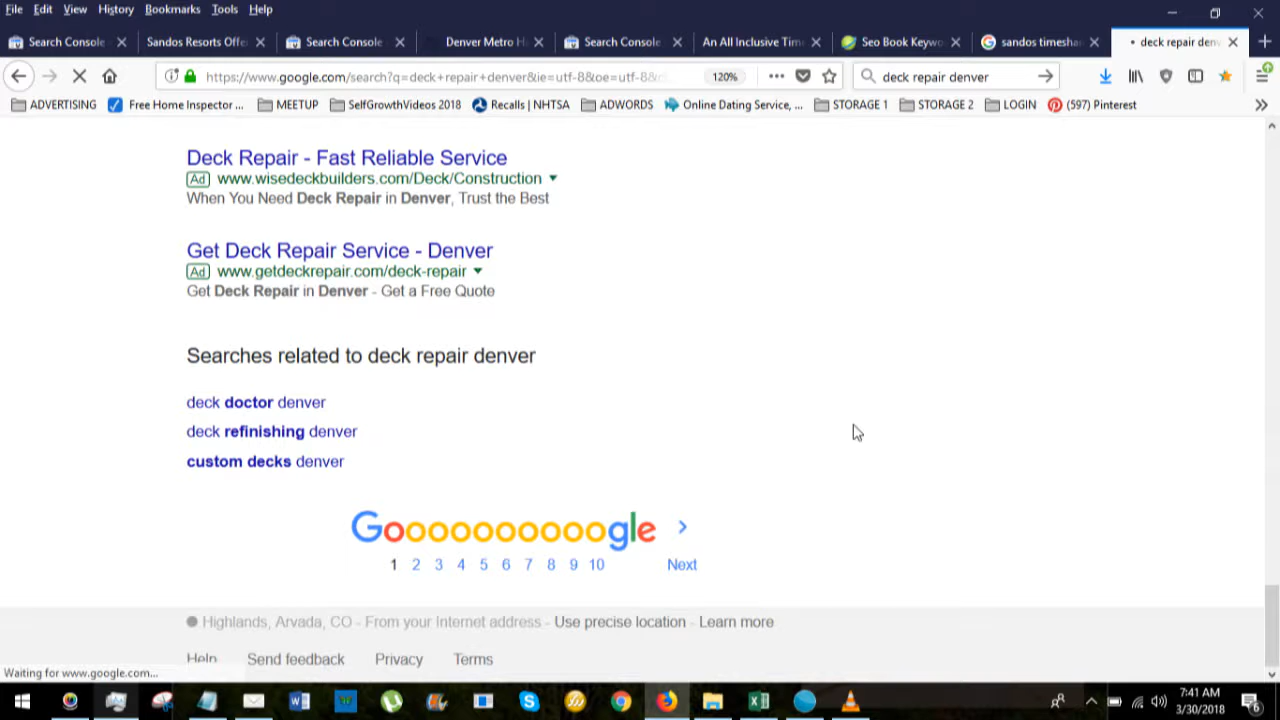 File Edit View History Bookmarks Tools Help
Search Console Sandos Resorts Offe Search Console Denver Metro H Search Console An All Inclusive Tim Seo Book Keywo sandos timesha deck repair den
https://www.google.com/search?q=deck+repair+denver&ie=utf-8&oe=utf-8& 120% deck repair denver
ADVERTISING Free Home Inspector ... MEETUP SelfGrowthVideos 2018 Recalls | NHTSA ADWORDS Online Dating Service, ... STORAGE 1 STORAGE 2 LOGIN (597) Pinterest
Deck Repair - Fast Reliable Service
Ad www.wisedeckbuilders.com/Deck/Construction
When You Need Deck Repair in Denver, Trust the Best
Get Deck Repair Service - Denver
Ad www.getdeckrepair.com/deck-repair
Get Deck Repair in Denver - Get a Free Quote
Searches related to deck repair denver
deck doctor denver
deck refinishing denver
custom decks denver
Goooooooooogle >
1 2 3 4 5 6 7 8 9 10 Next
Highlands, Arvada, CO - From your Internet address - Use precise location - Learn more
Help Send feedback Privacy Terms
Waiting for www.google.com...
7:41 AM
3/30/2018
6